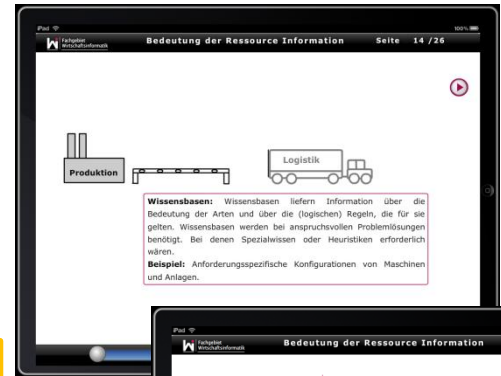 iPad 100%
Fachgebiet
Wirtschaftsinformatik
Bedeutung der Ressource Information Seite 14 /26
Logistik
Produktion
Wissensbasen: Wissensbasen liefern Information über die
Bedeutung der Arten und über die (logischen) Regeln, die für sie
gelten. Wissensbasen werden bei anspruchsvollen Problemlösungen
benötigt. Bei denen Spezialwissen oder Heuristiken erforderlich
wären.
Beispiel: Anforderungsspezifische Konfigurationen von Maschinen
und Anlagen.
iPad
Fachgebiet
Wirtschaftsinformatik
Bedeutung der Ressource Information